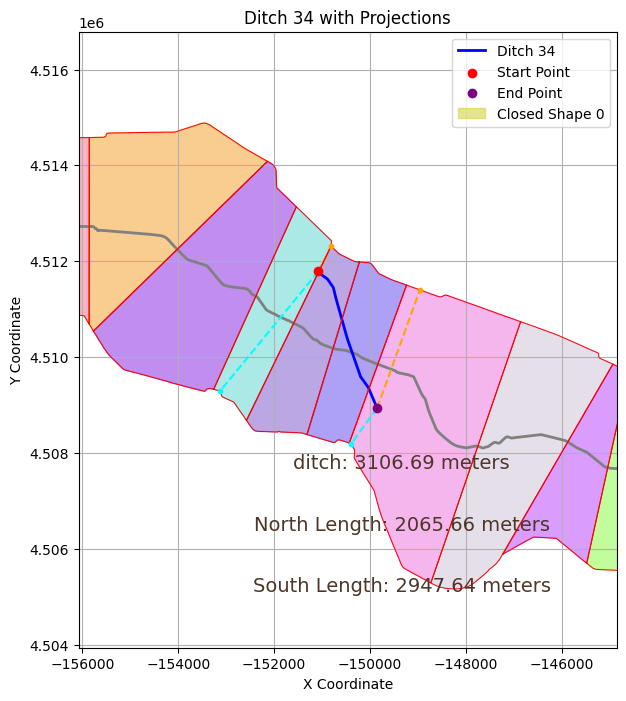 Ditch 34 with Projections
1e6
Ditch 34
Start Point
End Point
Closed Shape 0
4.516
4.514
4.512
4.510
4.508
4.506
4.504
Y Coordinate
ditch: 3106.69 meters
North Length: 2065.66 meters
South Length: 2947.64 meters
−156000 −154000 −152000 −150000 −148000 −146000
X Coordinate